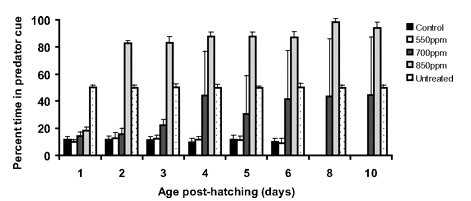 Percent time in predator cue
120
100
80
60
40
20
0
1 2 3 4 5 6 8 10
Age post-hatching (days)
Control
550ppm
700ppm
850ppm
Untreated